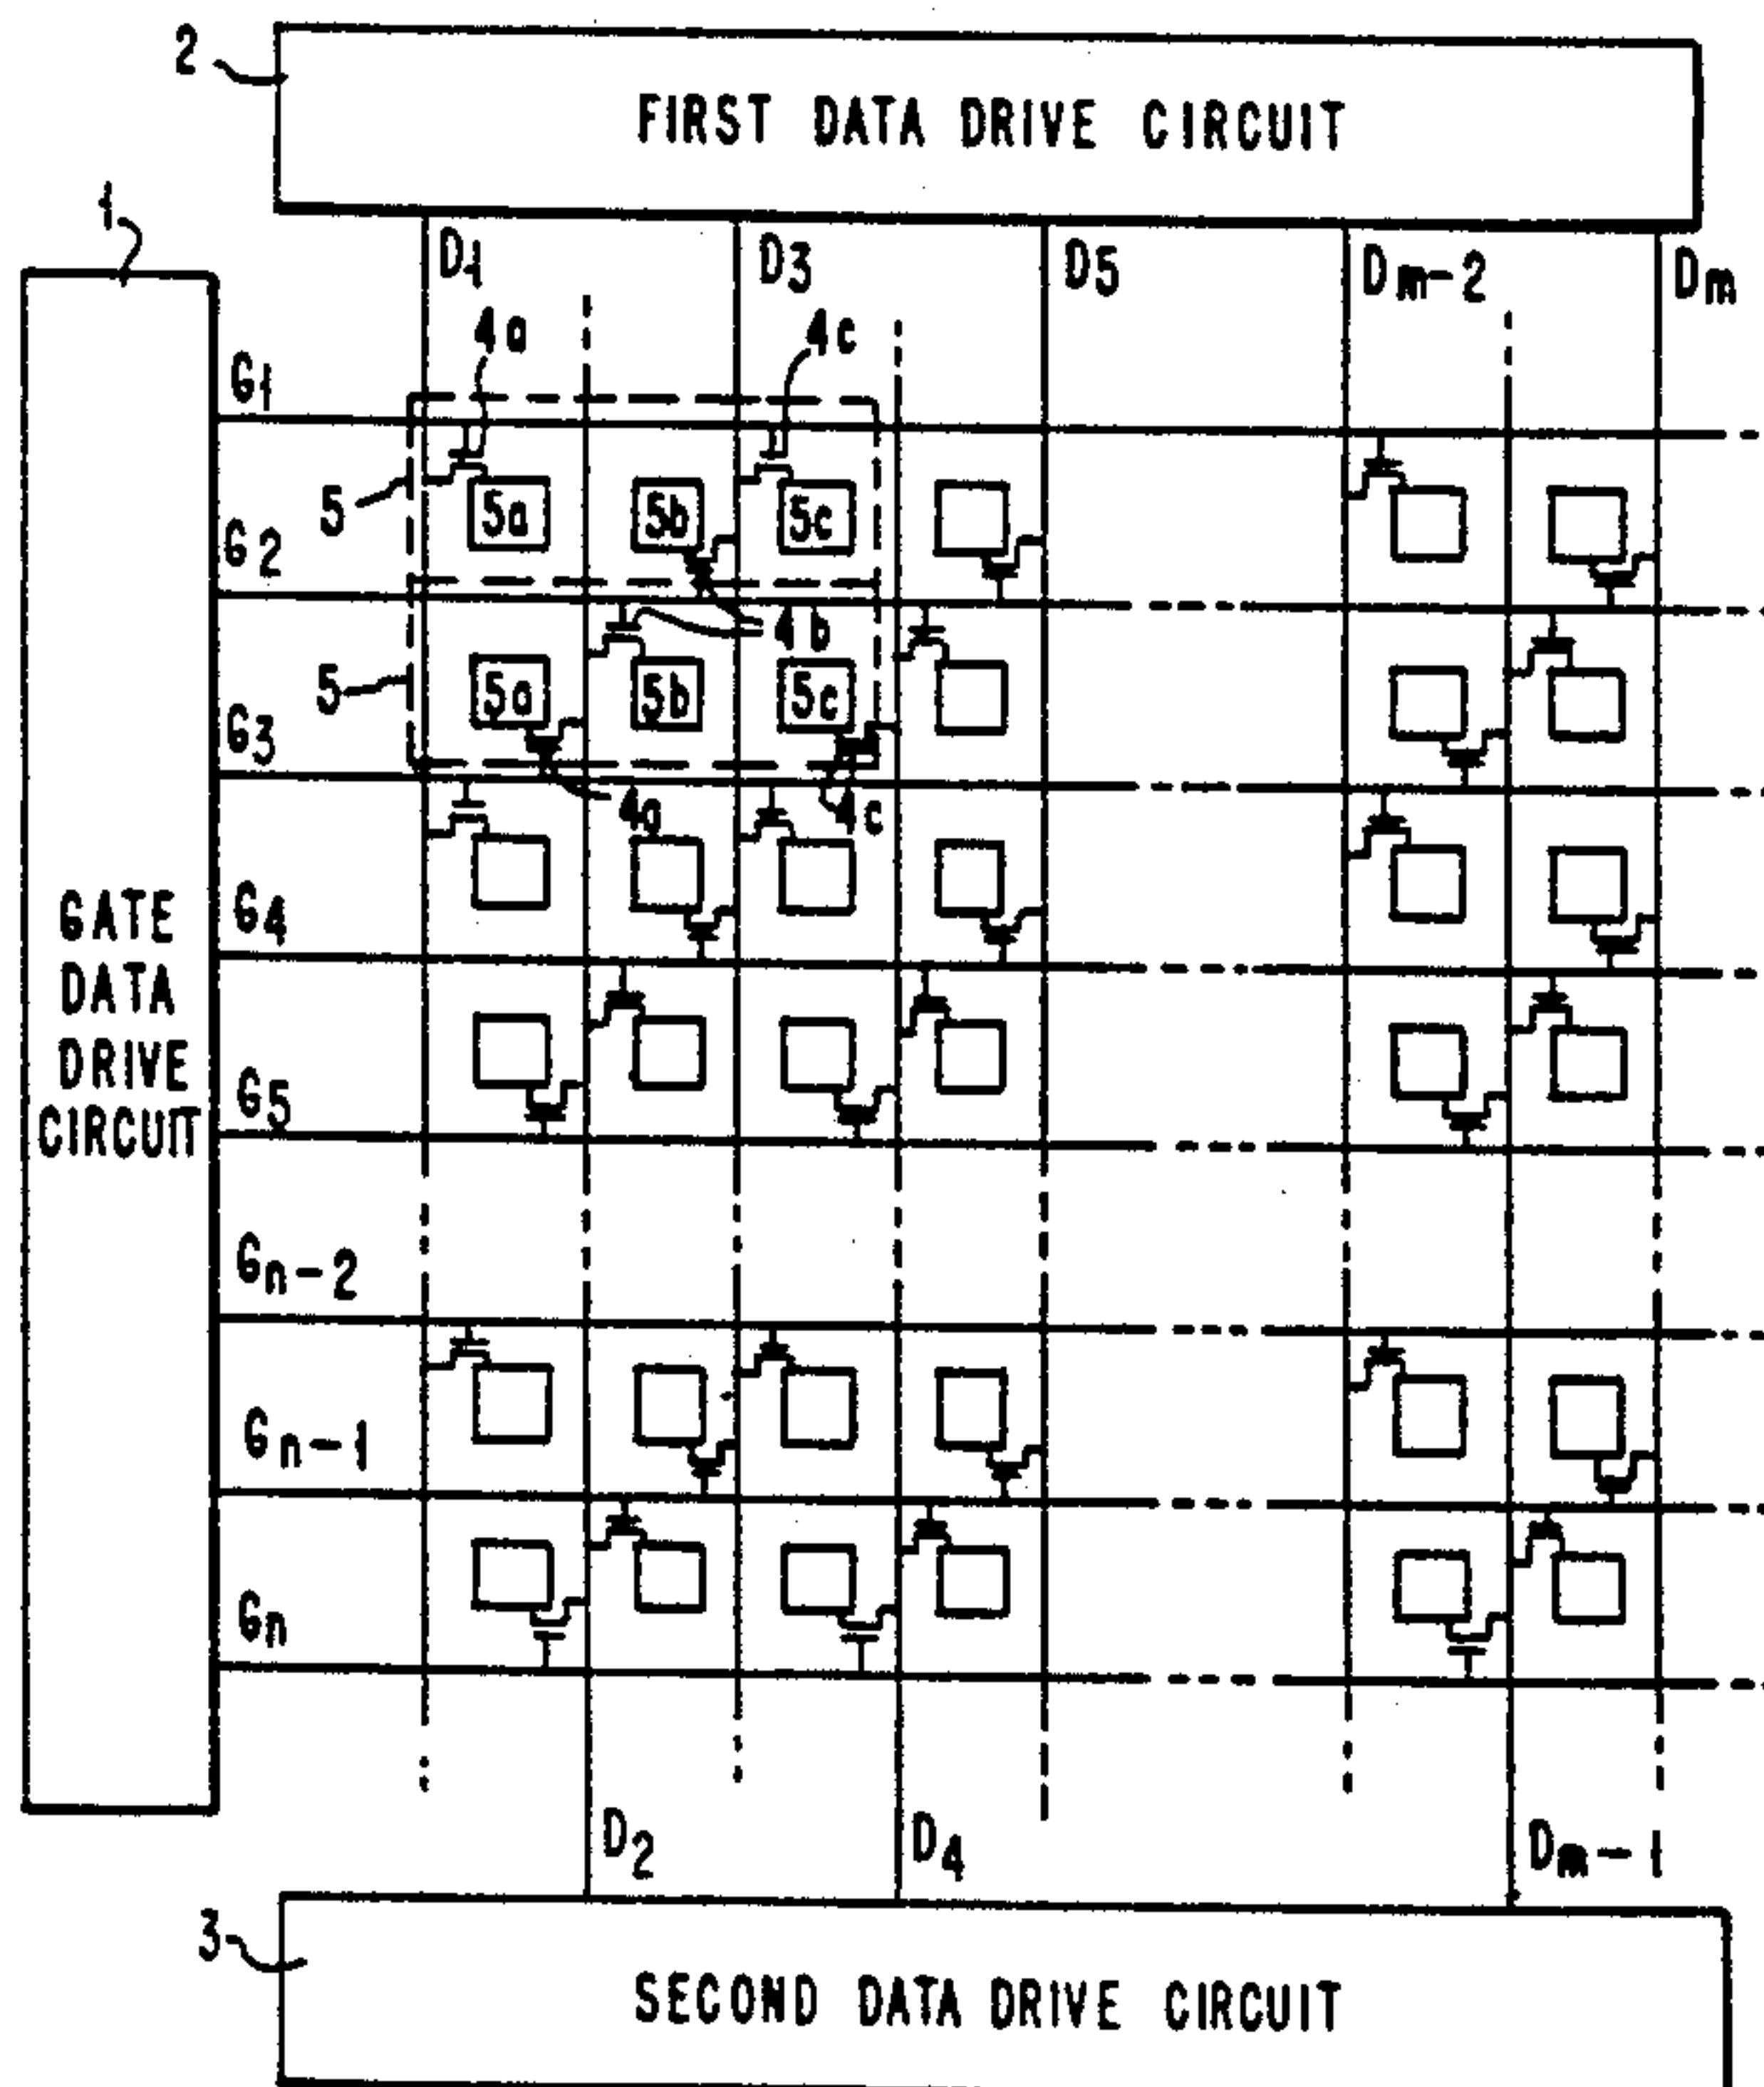 2
FIRST DATA DRIVE CIRCUIT
1
D1 D3 D5 Dm-2 Dm
4a 4c
G1
5 5a 5b 5c
G2
4b
5 5a 5b 5c
G3
4a 4c
G4
GATE
DATA
DRIVE
CIRCUIT
G5
Gn-2
Gn-1
Gn
D2 D4 Dm-1
3
SECOND DATA DRIVE CIRCUIT